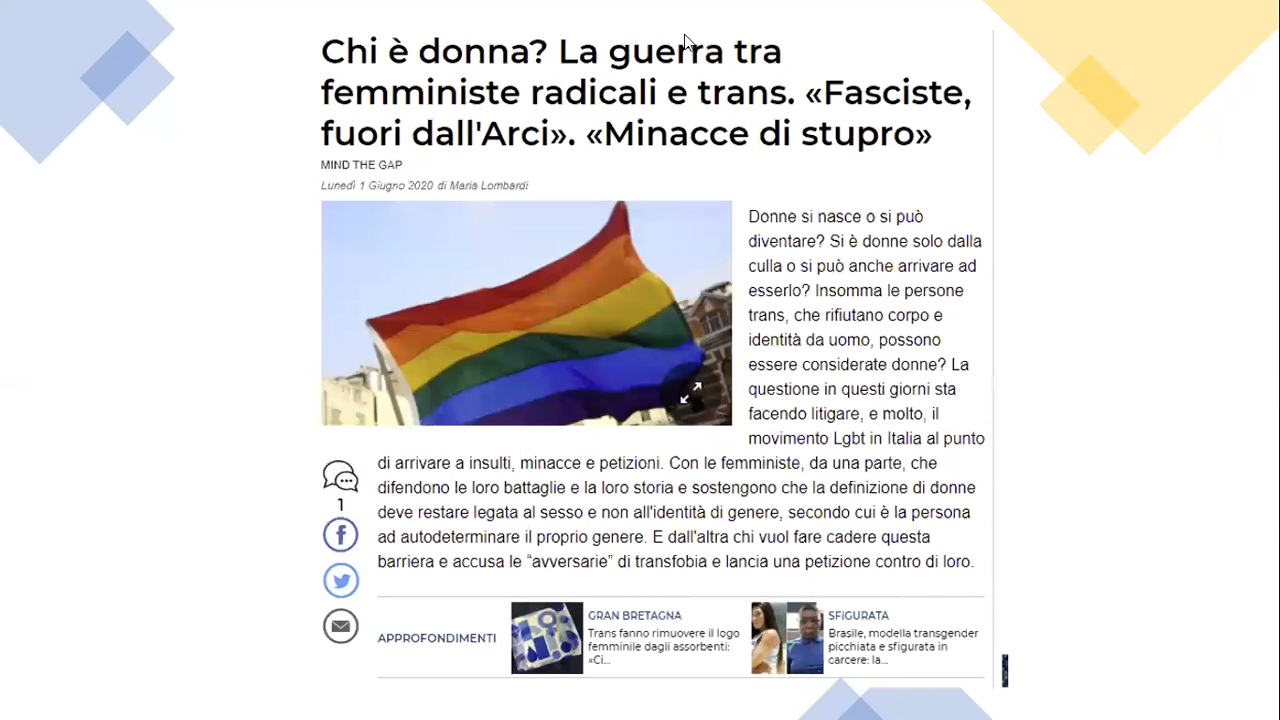 Chi è donna? La guerra tra
femministe radicali e trans. «Fasciste,
fuori dall'Arci». «Minacce di stupro»
MIND THE GAP
Lunedì 1 Giugno 2020 di Maria Lombardi
Donne si nasce o si può
diventare? Si è donne solo dalla
culla o si può anche arrivare ad
esserlo? Insomma le persone
trans, che rifiutano corpo e
identità da uomo, possono
essere considerate donne? La
questione in questi giorni sta
facendo litigare, e molto, il
movimento Lgbt in Italia al punto
di arrivare a insulti, minacce e petizioni. Con le femministe, da una parte, che
difendono le loro battaglie e la loro storia e sostengono che la definizione di donne
deve restare legata al sesso e non all'identità di genere, secondo cui è la persona
ad autodeterminare il proprio genere. E dall'altra chi vuol fare cadere questa
barriera e accusa le “avversarie” di transfobia e lancia una petizione contro di loro.
1
APPROFONDIMENTI
GRAN BRETAGNA
Trans fanno rimuovere il logo
femminile dagli assorbenti:
«Ci...
SFIGURATA
Brasile, modella transgender
picchiata e sfigurata in
carcere: la...